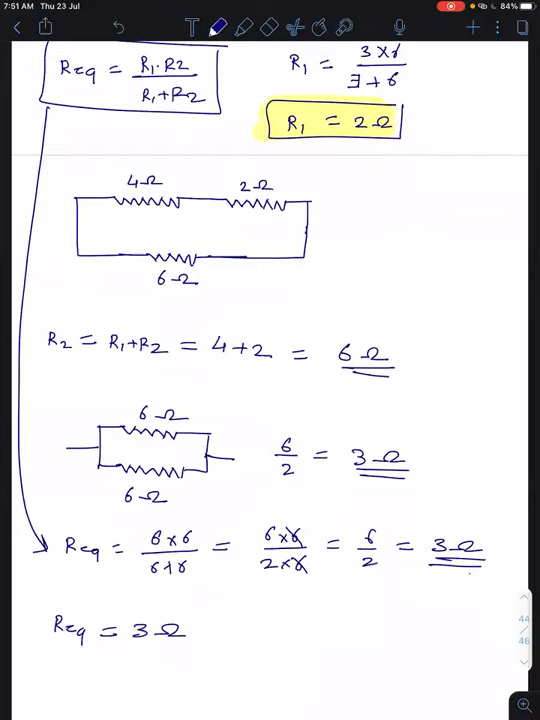 7:51 AM Thu 23 Jul
84%
Req = R1·R2 / R1+R2
R1 = 3×6 / 3+6
R1 = 2Ω
4Ω 2Ω
6Ω
R2 = R1+R2 = 4+2 = 6Ω
6Ω
6/2 = 3Ω
6Ω
Req = 6×6 / 6+6 = 6×6 / 2×6 = 6/2 = 3Ω
Req = 3Ω
44
/
46